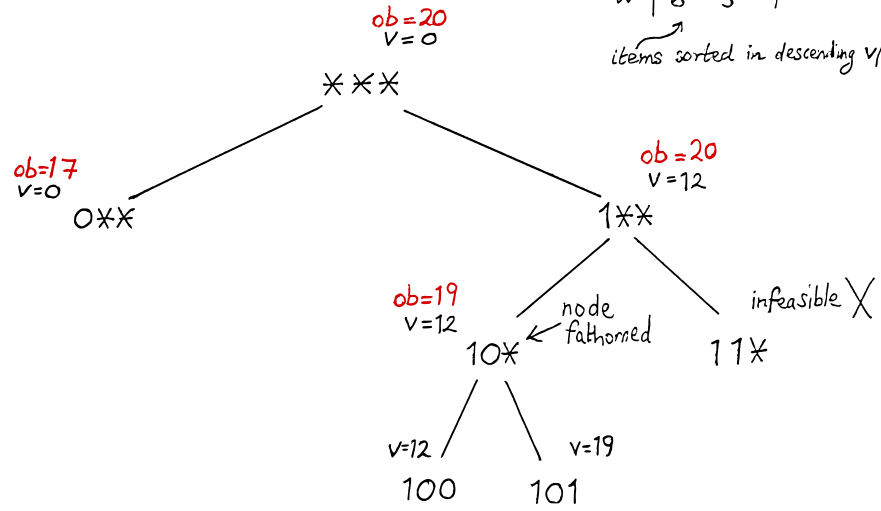 ob=20
v=0
items sorted in descending
***
ob=17
v=0
0**
ob=20
v=12
1**
ob=19
v=12
10*
node
fathomed
infeasible X
11*
v=12
100
v=19
101